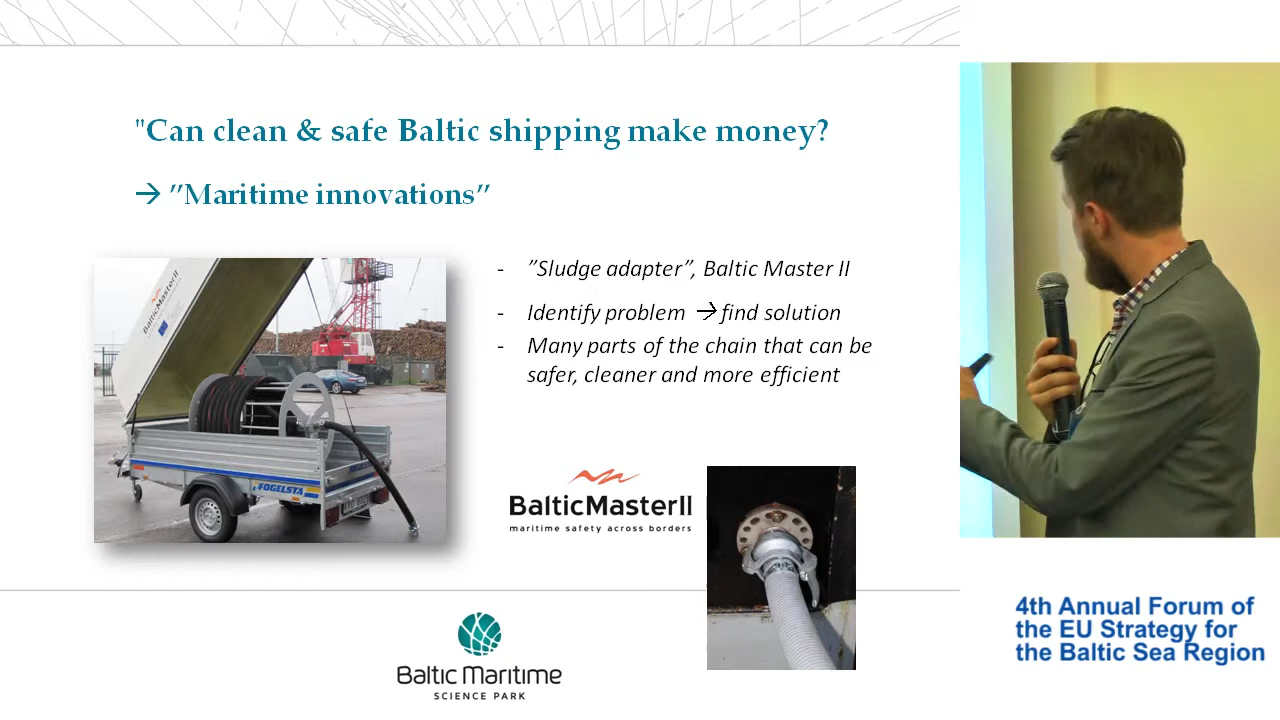 "Can clean & safe Baltic shipping make money?
→ ”Maritime innovations”
- ”Sludge adapter”, Baltic Master II
- Identify problem → find solution
- Many parts of the chain that can be
safer, cleaner and more efficient
BalticMasterII
FOGELSTA
BalticMasterII
maritime safety across borders
Baltic Maritime
SCIENCE PARK
4th Annual Forum of
the EU Strategy for
the Baltic Sea Region